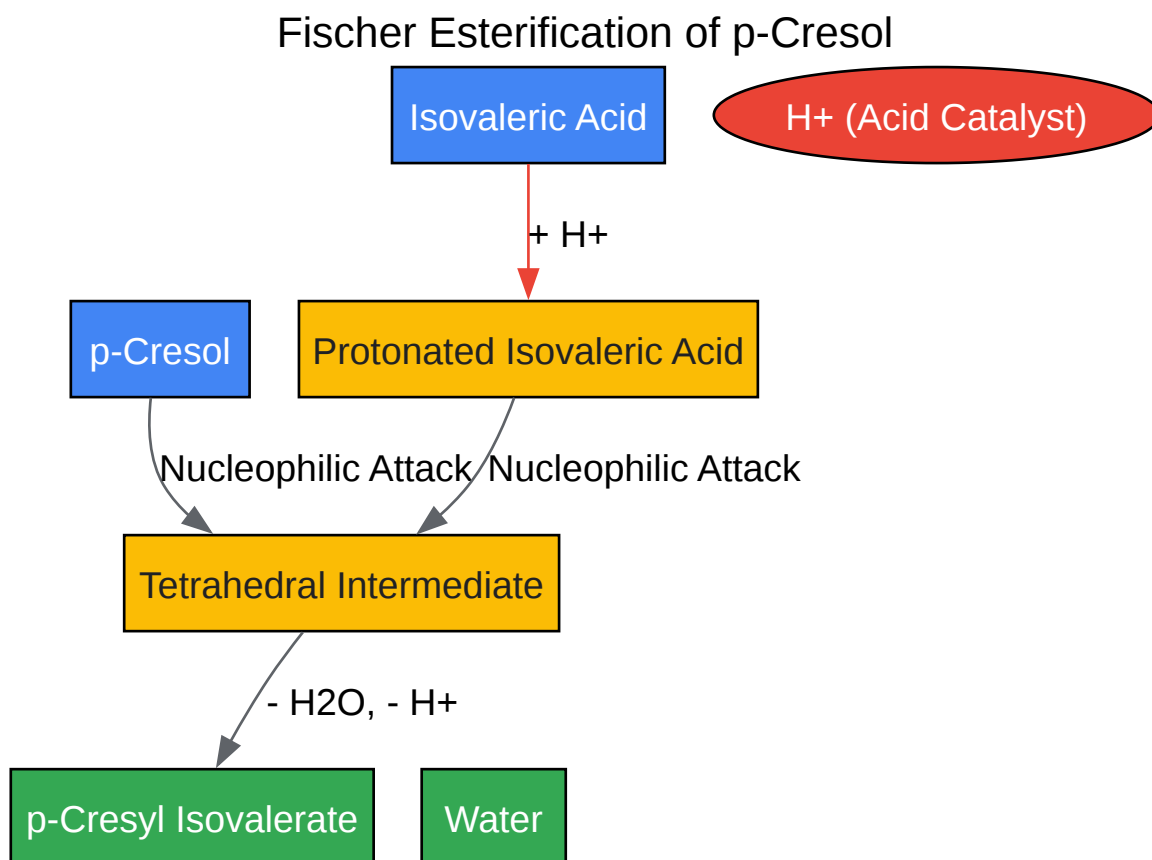 Fischer Esterification of p-Cresol
Isovaleric Acid
H+ (Acid Catalyst)
+ H+
p-Cresol
Protonated Isovaleric Acid
Nucleophilic Attack
Nucleophilic Attack
Tetrahedral Intermediate
- H2O, - H+
p-Cresyl Isovalerate
Water